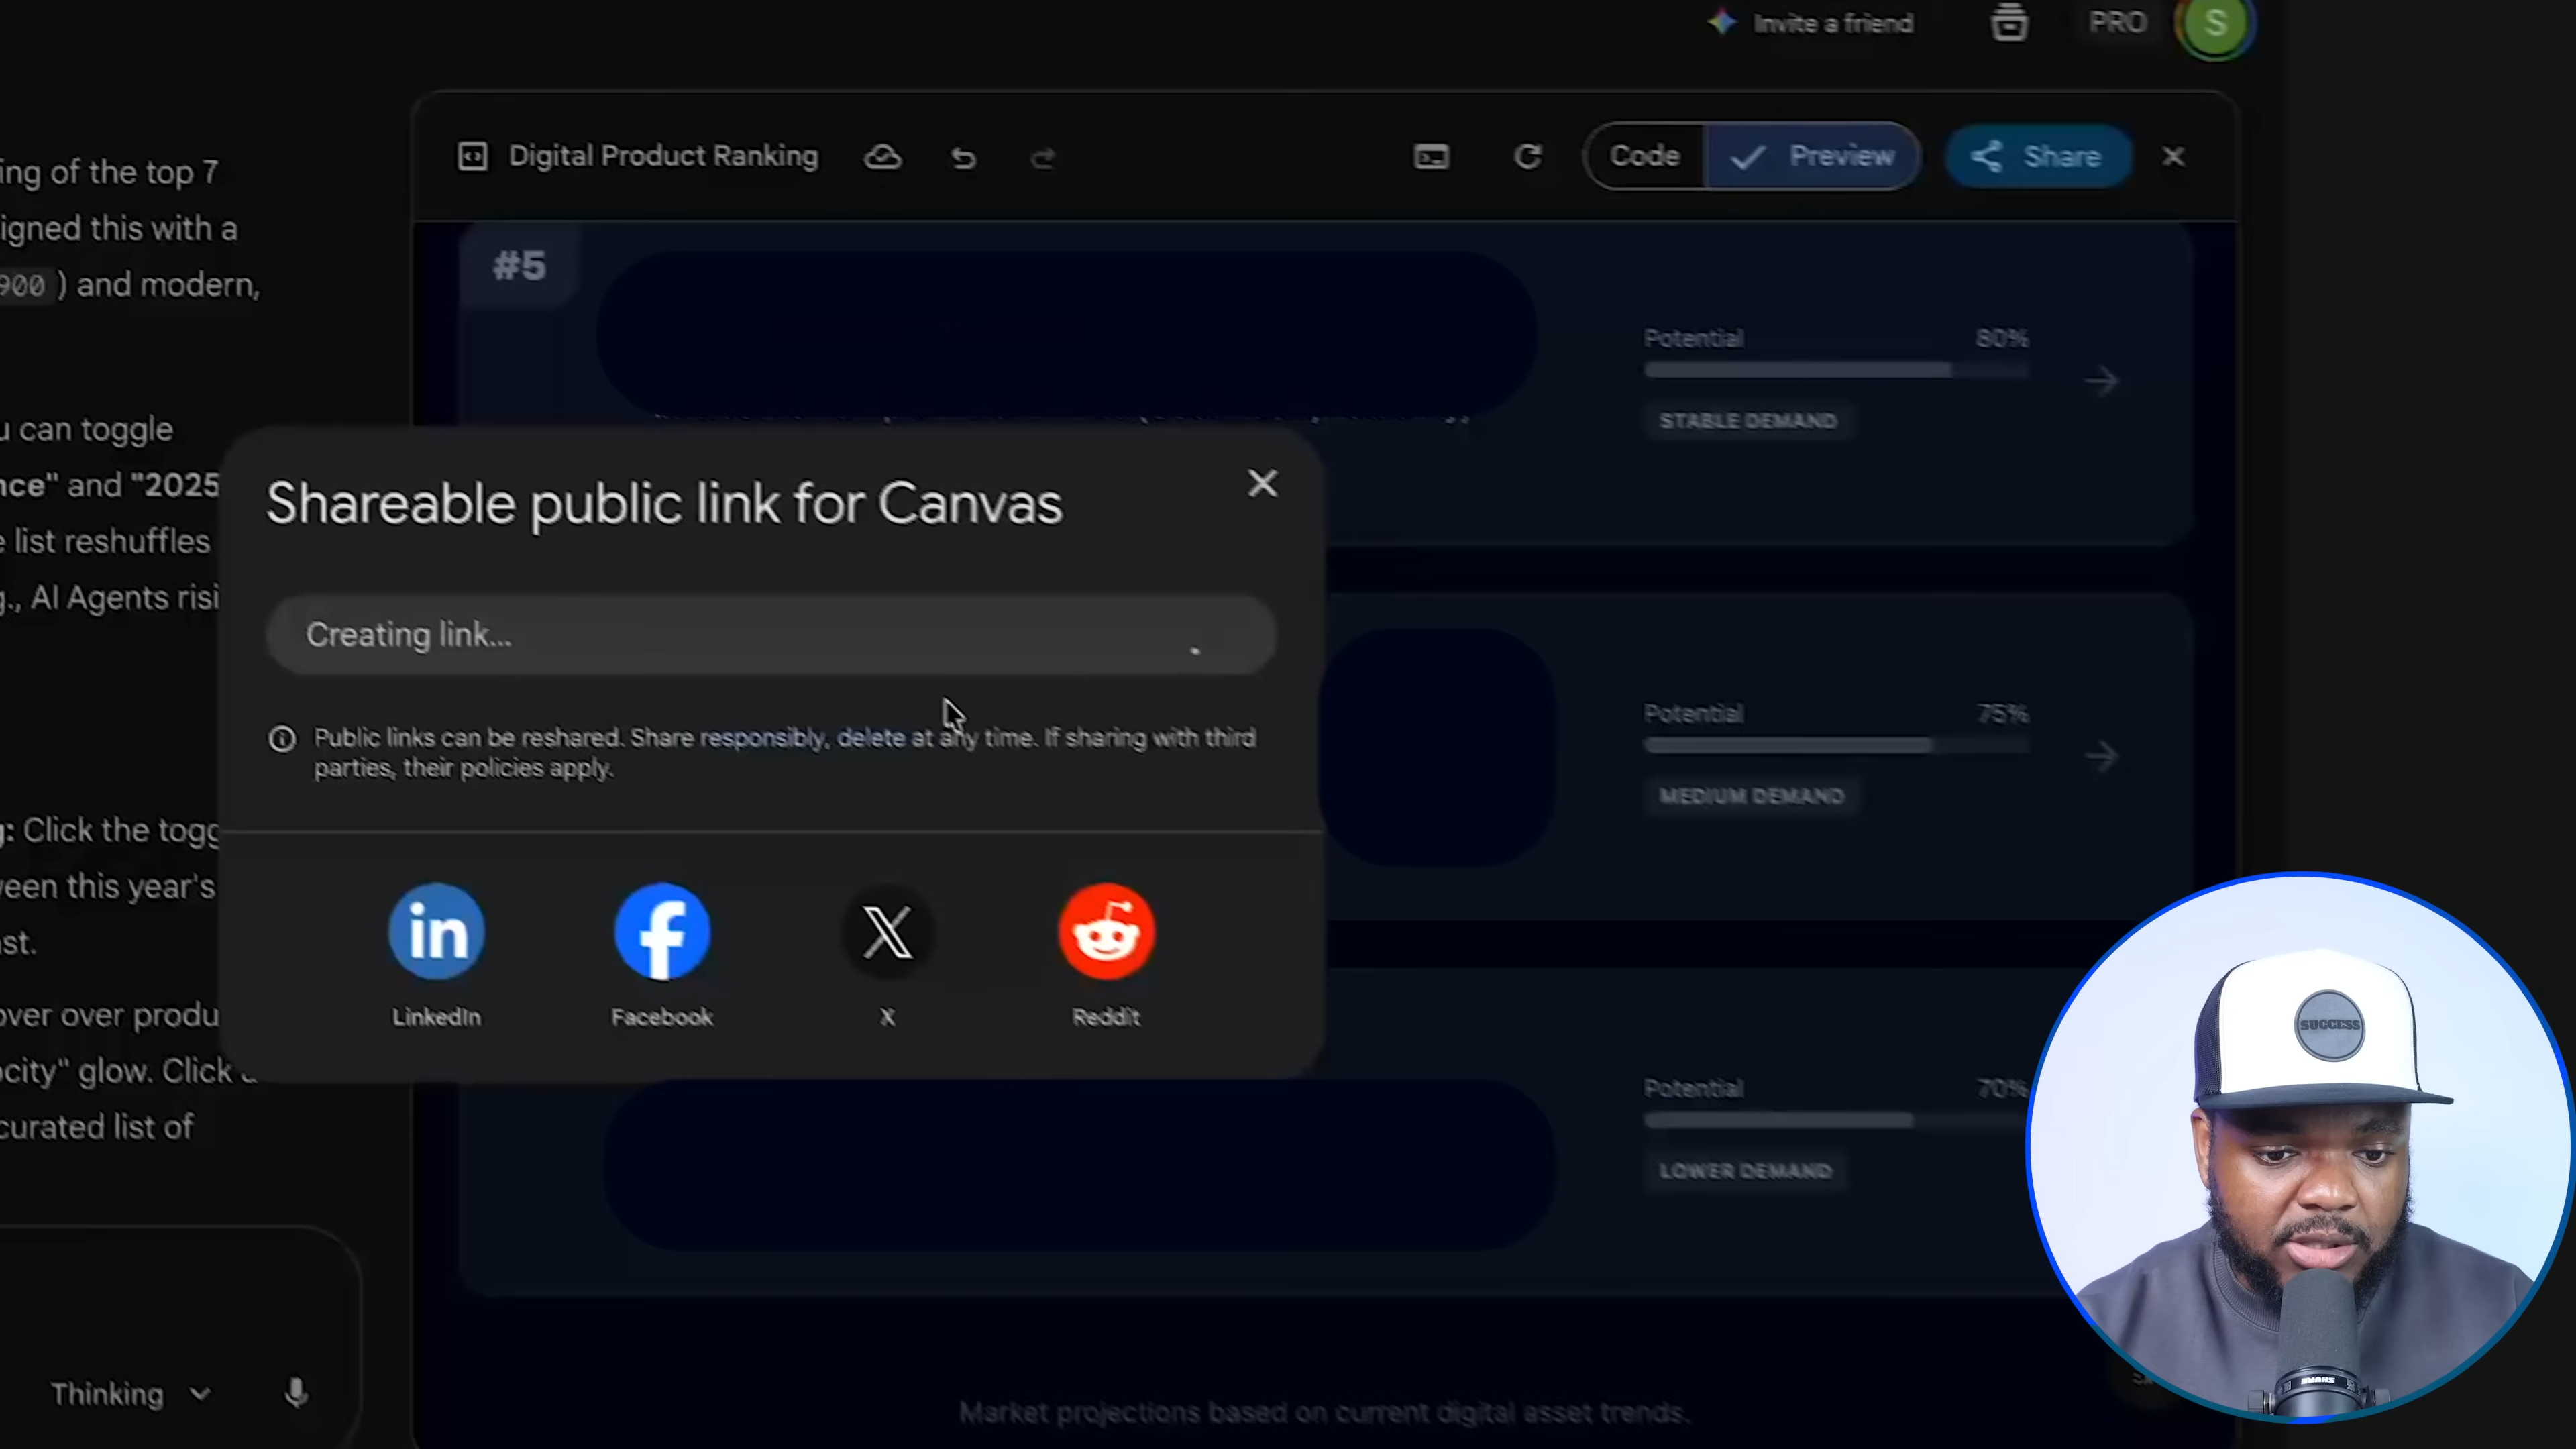 Invite a friend
PRO
S
Digital Product Ranking
Code
Preview
Share
ing of the top 7
igned this with a
900 ) and modern,
u can toggle
nce" and "2025
e list reshuffles
g., AI Agents risi
g: Click the togg
ween this year's
ast.
over over produ
ocity" glow. Click
curated list of
Thinking
#5
Potential 80%
STABLE DEMAND
Shareable public link for Canvas
Creating link...
Public links can be reshared. Share responsibly, delete at any time. If sharing with third
parties, their policies apply.
LinkedIn
Facebook
X
Reddit
Potential 75%
MEDIUM DEMAND
Potential 70%
LOWER DEMAND
Market projections based on current digital asset trends.
SUCCESS
SHURE